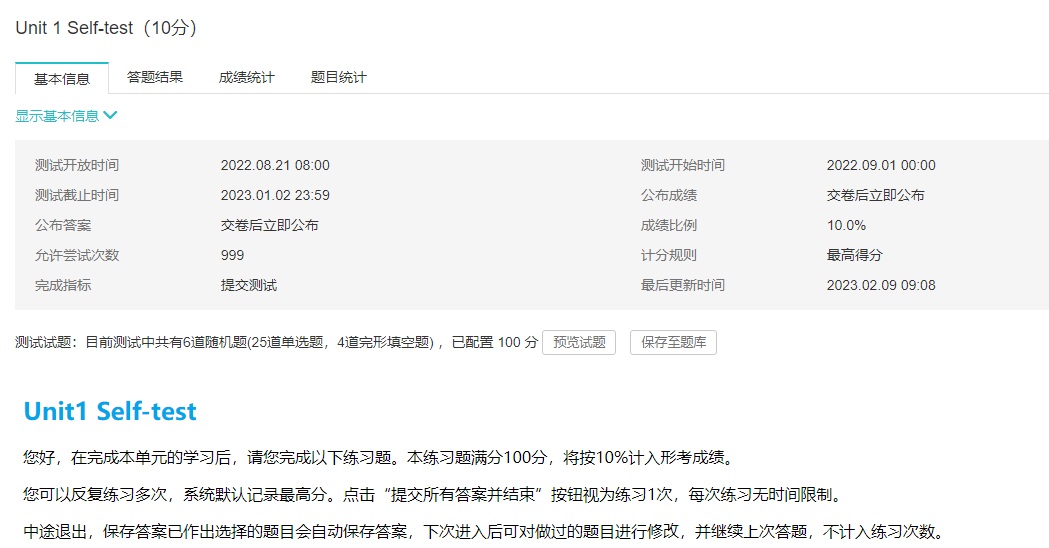 Unit 1 Self-test（10分）
基本信息 答题结果 成绩统计 题目统计
显示基本信息
测试开放时间 2022.08.21 08:00 测试开始时间 2022.09.01 00:00
测试截止时间 2023.01.02 23:59 公布成绩 交卷后立即公布
公布答案 交卷后立即公布 成绩比例 10.0%
允许尝试次数 999 计分规则 最高得分
完成指标 提交测试 最后更新时间 2023.02.09 09:08
测试试题：目前测试中共有6道随机题(25道单选题，4道完形填空题) ，已配置 100 分 预览试题 保存至题库
Unit1 Self-test
您好，在完成本单元的学习后，请您完成以下练习题。本练习题满分100分，将按10%计入形考成绩。
您可以反复练习多次，系统默认记录最高分。点击“提交所有答案并结束”按钮视为练习1次，每次练习无时间限制。
中途退出，保存答案已作出选择的题目会自动保存答案，下次进入后可对做过的题目进行修改，并继续上次答题，不计入练习次数。